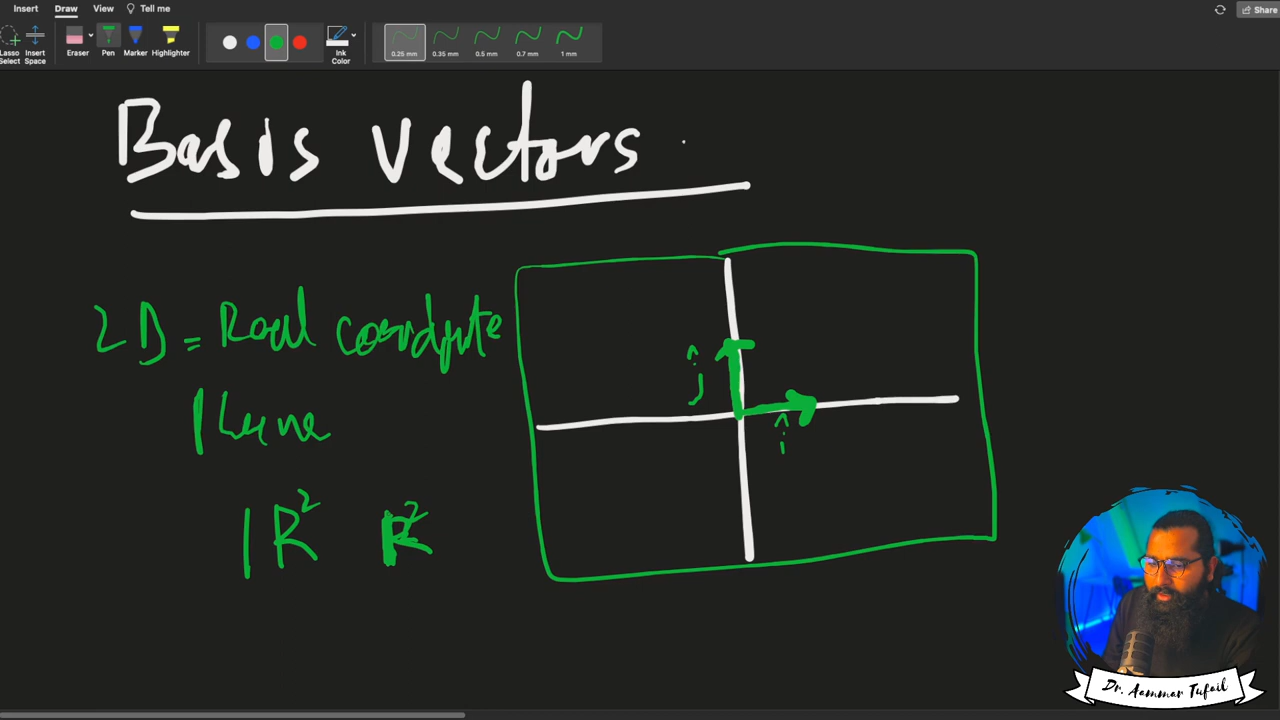 Insert Draw View Tell me Share
Lasso Select Insert Space Eraser Pen Marker Highlighter Ink Color 0.25 mm 0.35 mm 0.5 mm 0.7 mm 1 mm
Basis vectors
2D = Real coordinate
plane
ĵ
î
ℝ² ℝ²
Dr. Aammar Tufail